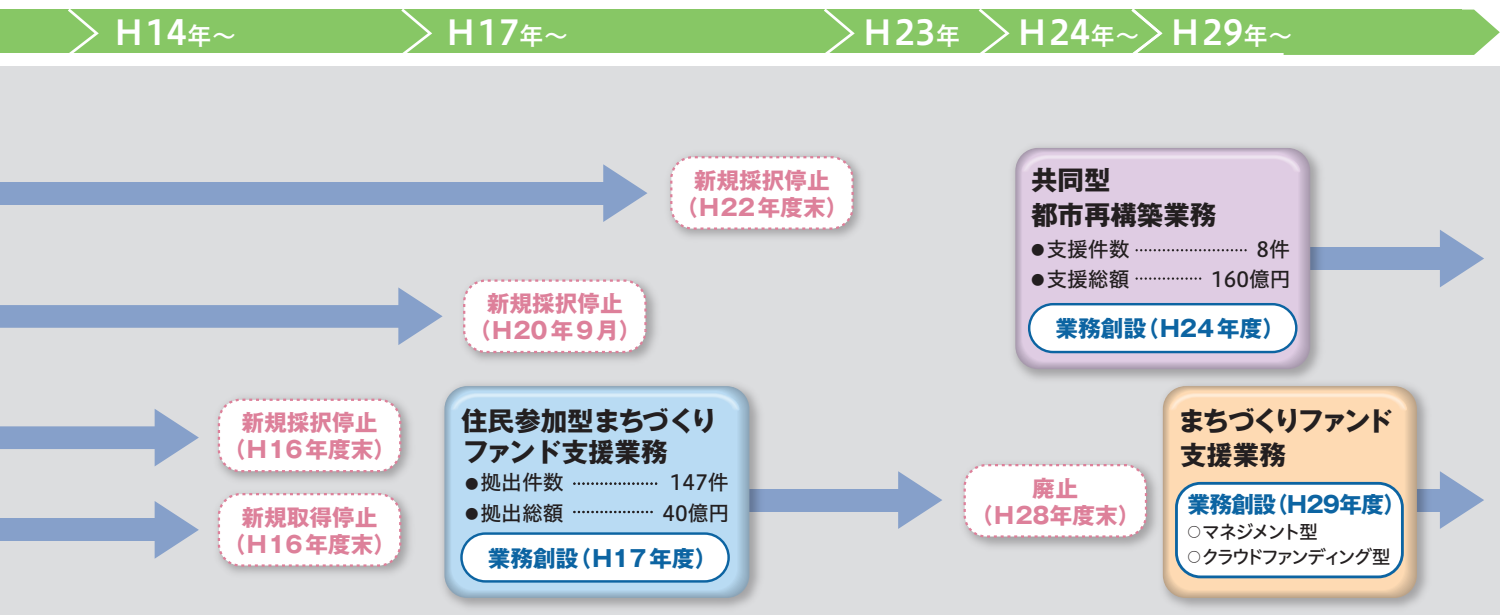 H14年～
H17年～
H23年
H24年～
H29年～
新規採択停止
（H22年度末）
共同型
都市再構築業務
●支援件数 ……………………… 8件
●支援総額 …………… 160億円
業務創設（H24年度）
新規採択停止
（H20年9月）
新規採択停止
（H16年度末）
新規取得停止
（H16年度末）
住民参加型まちづくり
ファンド支援業務
●拠出件数 ……………… 147件
●拠出総額 ……………… 40億円
業務創設（H17年度）
廃止
（H28年度末）
まちづくりファンド
支援業務
業務創設（H29年度）
○マネジメント型
○クラウドファンディング型